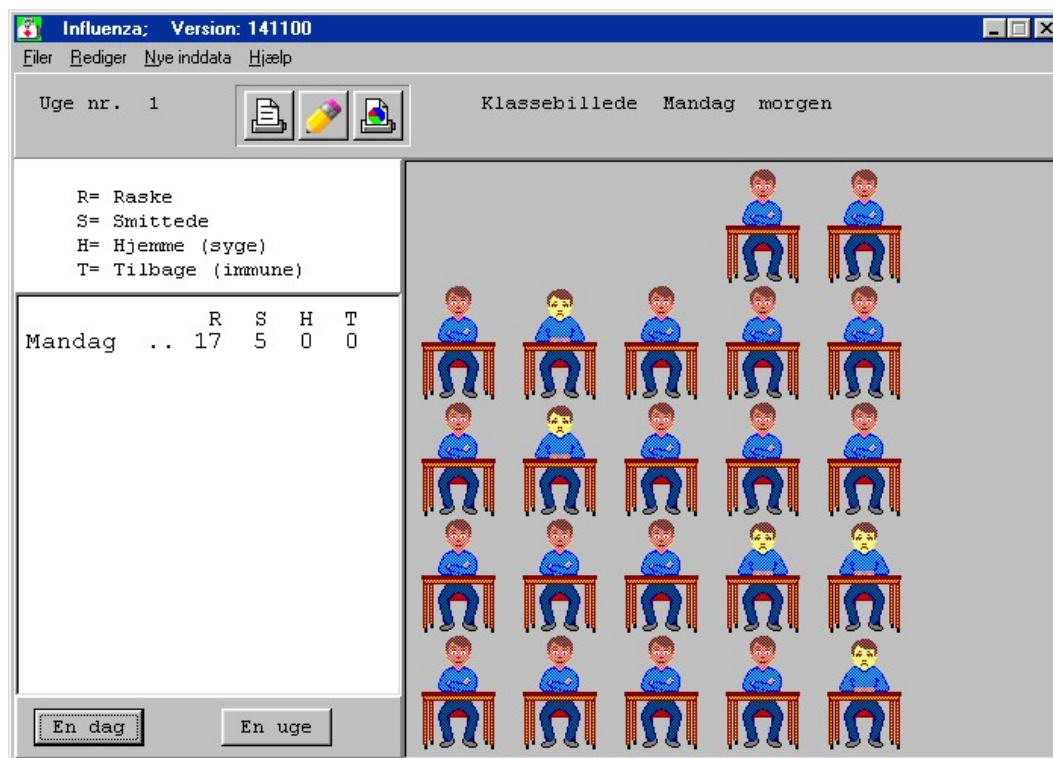 Influenza; Version: 141100
Filer Rediger Nye inddata Hjælp
Uge nr. 1
Klassebillede Mandag morgen
R= Raske
S= Smittede
H= Hjemme (syge)
T= Tilbage (immune)
R S H T
Mandag .. 17 5 0 0
En dag
En uge